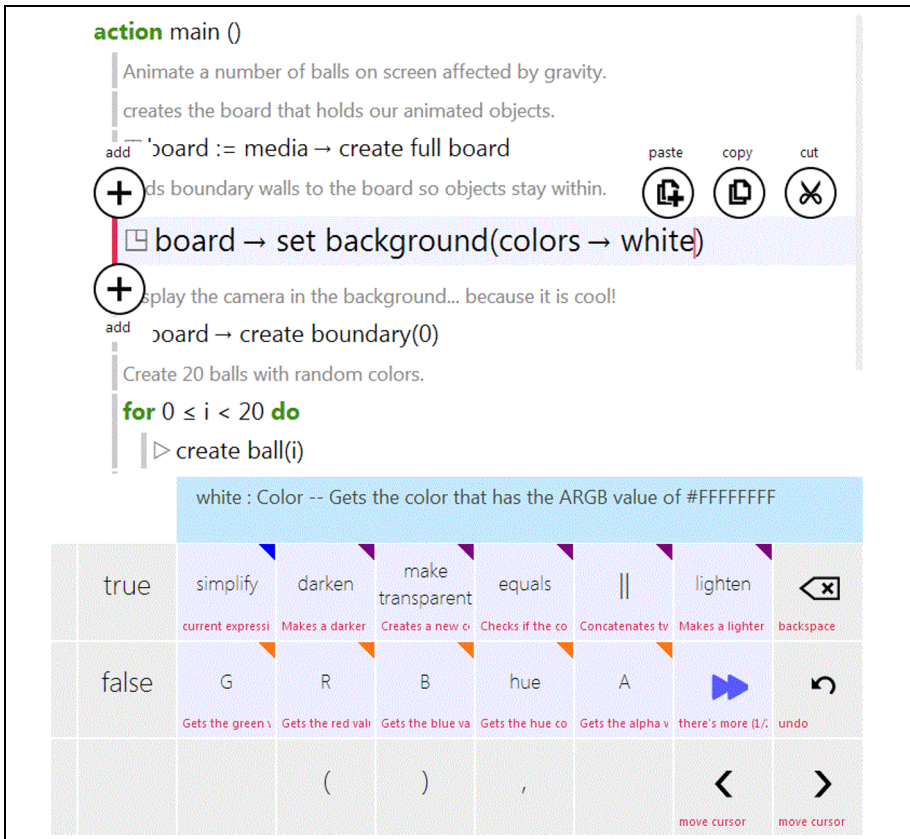 action main ()
Animate a number of balls on screen affected by gravity.
creates the board that holds our animated objects.
add
board := media → create full board
paste copy cut
ds boundary walls to the board so objects stay within.
board → set background(colors → white)
splay the camera in the background... because it is cool!
add
board → create boundary(0)
Create 20 balls with random colors.
for 0 ≤ i < 20 do
create ball(i)
white : Color -- Gets the color that has the ARGB value of #FFFFFFFF
true simplify darken make transparent equals || lighten
current expressi Makes a darker Creates a new c Checks if the co Concatenates tv Makes a lighter backspace
false G R B hue A
Gets the green v Gets the red valu Gets the blue va Gets the hue co Gets the alpha v there's more (1/ undo
( ) ,
move cursor move cursor